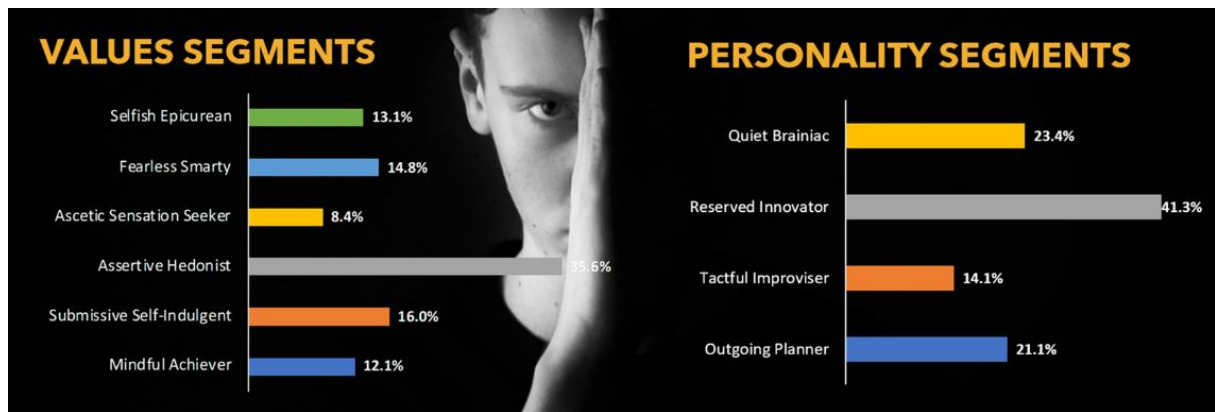 VALUES SEGMENTS
Selfish Epicurean 13.1%
Fearless Smarty 14.8%
Ascetic Sensation Seeker 8.4%
Assertive Hedonist 35.6%
Submissive Self-Indulgent 16.0%
Mindful Achiever 12.1%
PERSONALITY SEGMENTS
Quiet Brainiac 23.4%
Reserved Innovator 41.3%
Tactful Improviser 14.1%
Outgoing Planner 21.1%